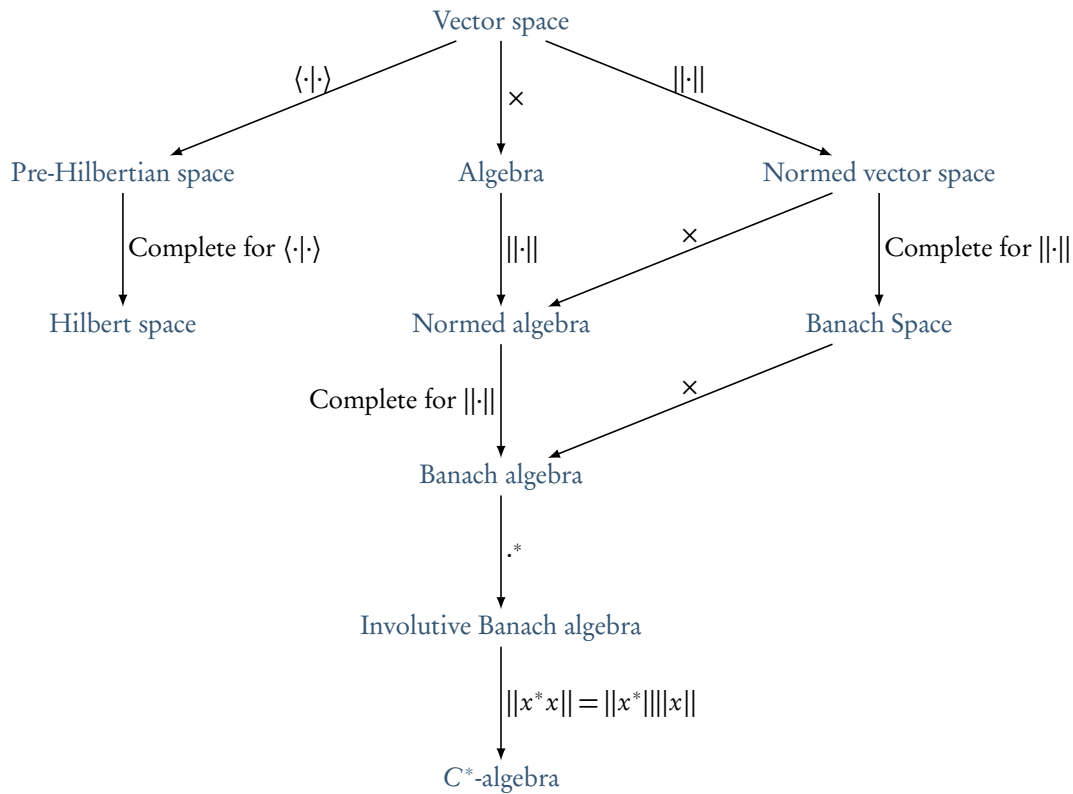 Vector space
⟨·|·⟩
×
||·||
Pre-Hilbertian space
Algebra
Normed vector space
Complete for ⟨·|·⟩
||·||
×
Complete for ||·||
Hilbert space
Normed algebra
Banach Space
Complete for ||·||
×
Banach algebra
·*
Involutive Banach algebra
||x*x|| = ||x*||||x||
C*-algebra